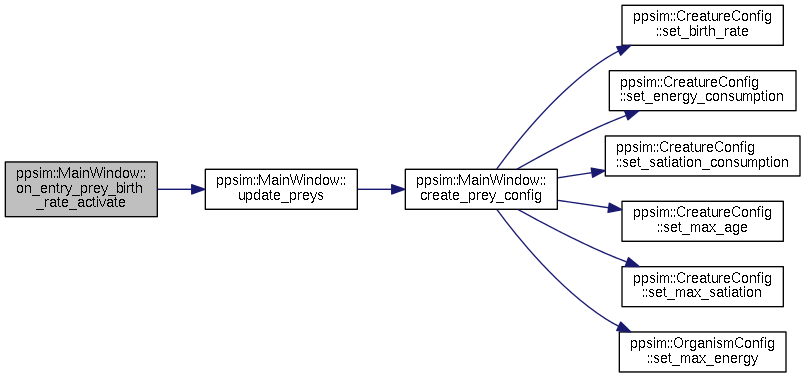 ppsim::MainWindow::
on_entry_prey_birth
_rate_activate
ppsim::MainWindow::
update_preys
ppsim::MainWindow::
create_prey_config
ppsim::CreatureConfig
::set_birth_rate
ppsim::CreatureConfig
::set_energy_consumption
ppsim::CreatureConfig
::set_satiation_consumption
ppsim::CreatureConfig
::set_max_age
ppsim::CreatureConfig
::set_max_satiation
ppsim::OrganismConfig
::set_max_energy